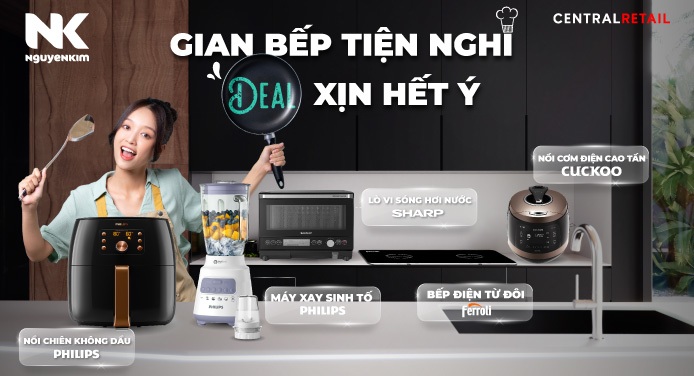 NK
NGUYENKIM
CENTRALRETAIL
GIAN BẾP TIỆN NGHI
DEAL XỊN HẾT Ý
NỒI CƠM ĐIỆN CAO TẦN
CUCKOO
LÒ VI SÓNG HƠI NƯỚC
SHARP
MÁY XAY SINH TỐ
PHILIPS
BẾP ĐIỆN TỪ ĐÔI
Ferroli
NỒI CHIÊN KHÔNG DẦU
PHILIPS
PHILIPS